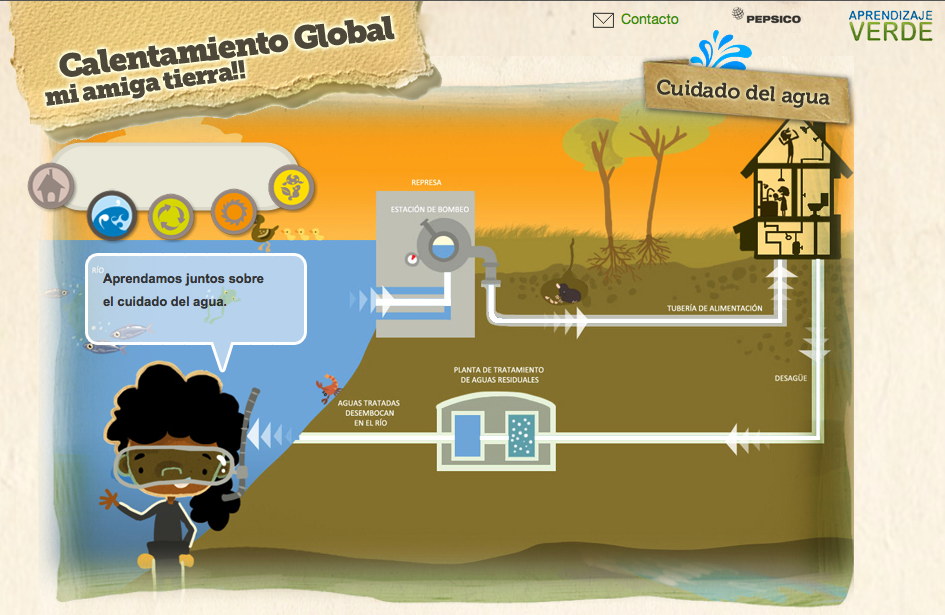 Contacto
PEPSICO
APRENDIZAJE
VERDE
Calentamiento Global
mi amiga tierra!!
Cuidado del agua
REPRESA
ESTACIÓN DE BOMBEO
RÍO
Aprendamos juntos sobre
el cuidado del agua.
TUBERÍA DE ALIMENTACIÓN
PLANTA DE TRATAMIENTO
DE AGUAS RESIDUALES
DESAGÜE
AGUAS TRATADAS
DESEMBOCAN
EN EL RÍO